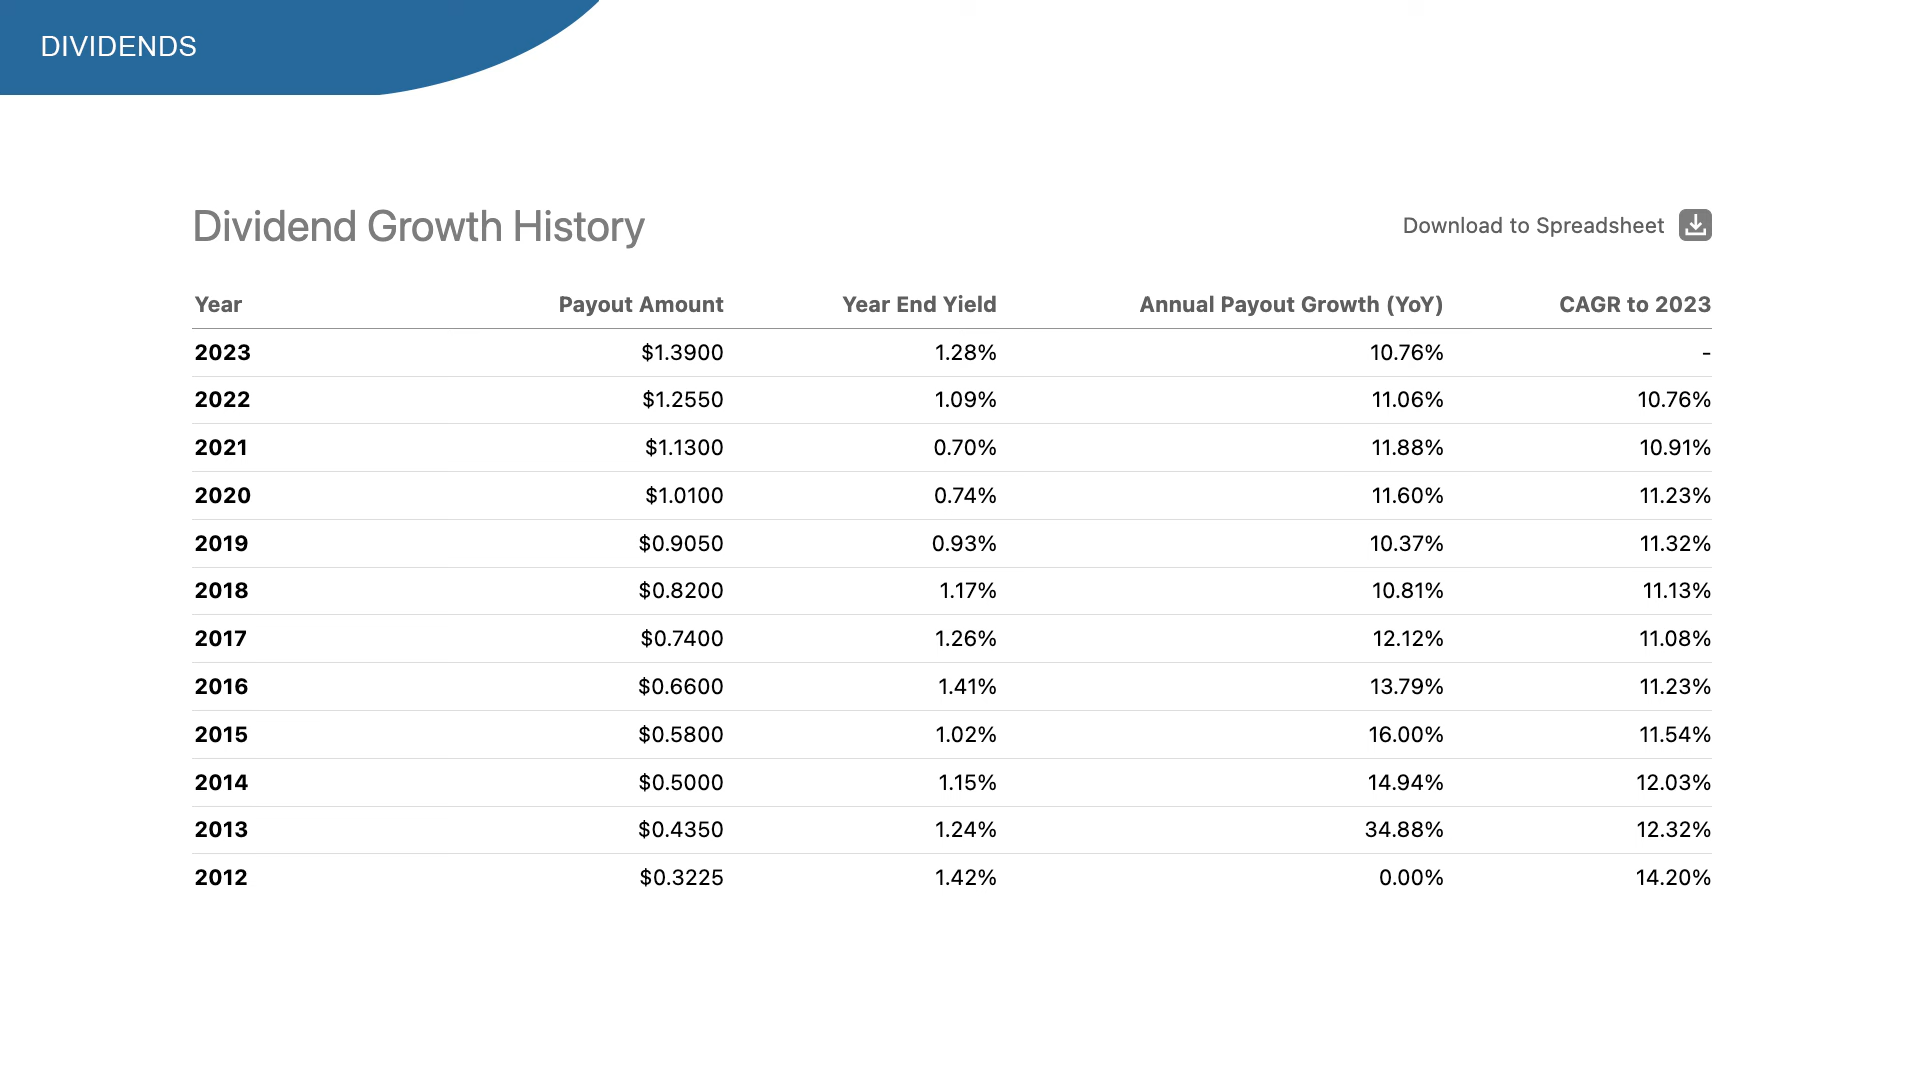 DIVIDENDS
Dividend Growth History
Download to Spreadsheet
Year Payout Amount Year End Yield Annual Payout Growth (YoY) CAGR to 2023
2023 $1.3900 1.28% 10.76% -
2022 $1.2550 1.09% 11.06% 10.76%
2021 $1.1300 0.70% 11.88% 10.91%
2020 $1.0100 0.74% 11.60% 11.23%
2019 $0.9050 0.93% 10.37% 11.32%
2018 $0.8200 1.17% 10.81% 11.13%
2017 $0.7400 1.26% 12.12% 11.08%
2016 $0.6600 1.41% 13.79% 11.23%
2015 $0.5800 1.02% 16.00% 11.54%
2014 $0.5000 1.15% 14.94% 12.03%
2013 $0.4350 1.24% 34.88% 12.32%
2012 $0.3225 1.42% 0.00% 14.20%